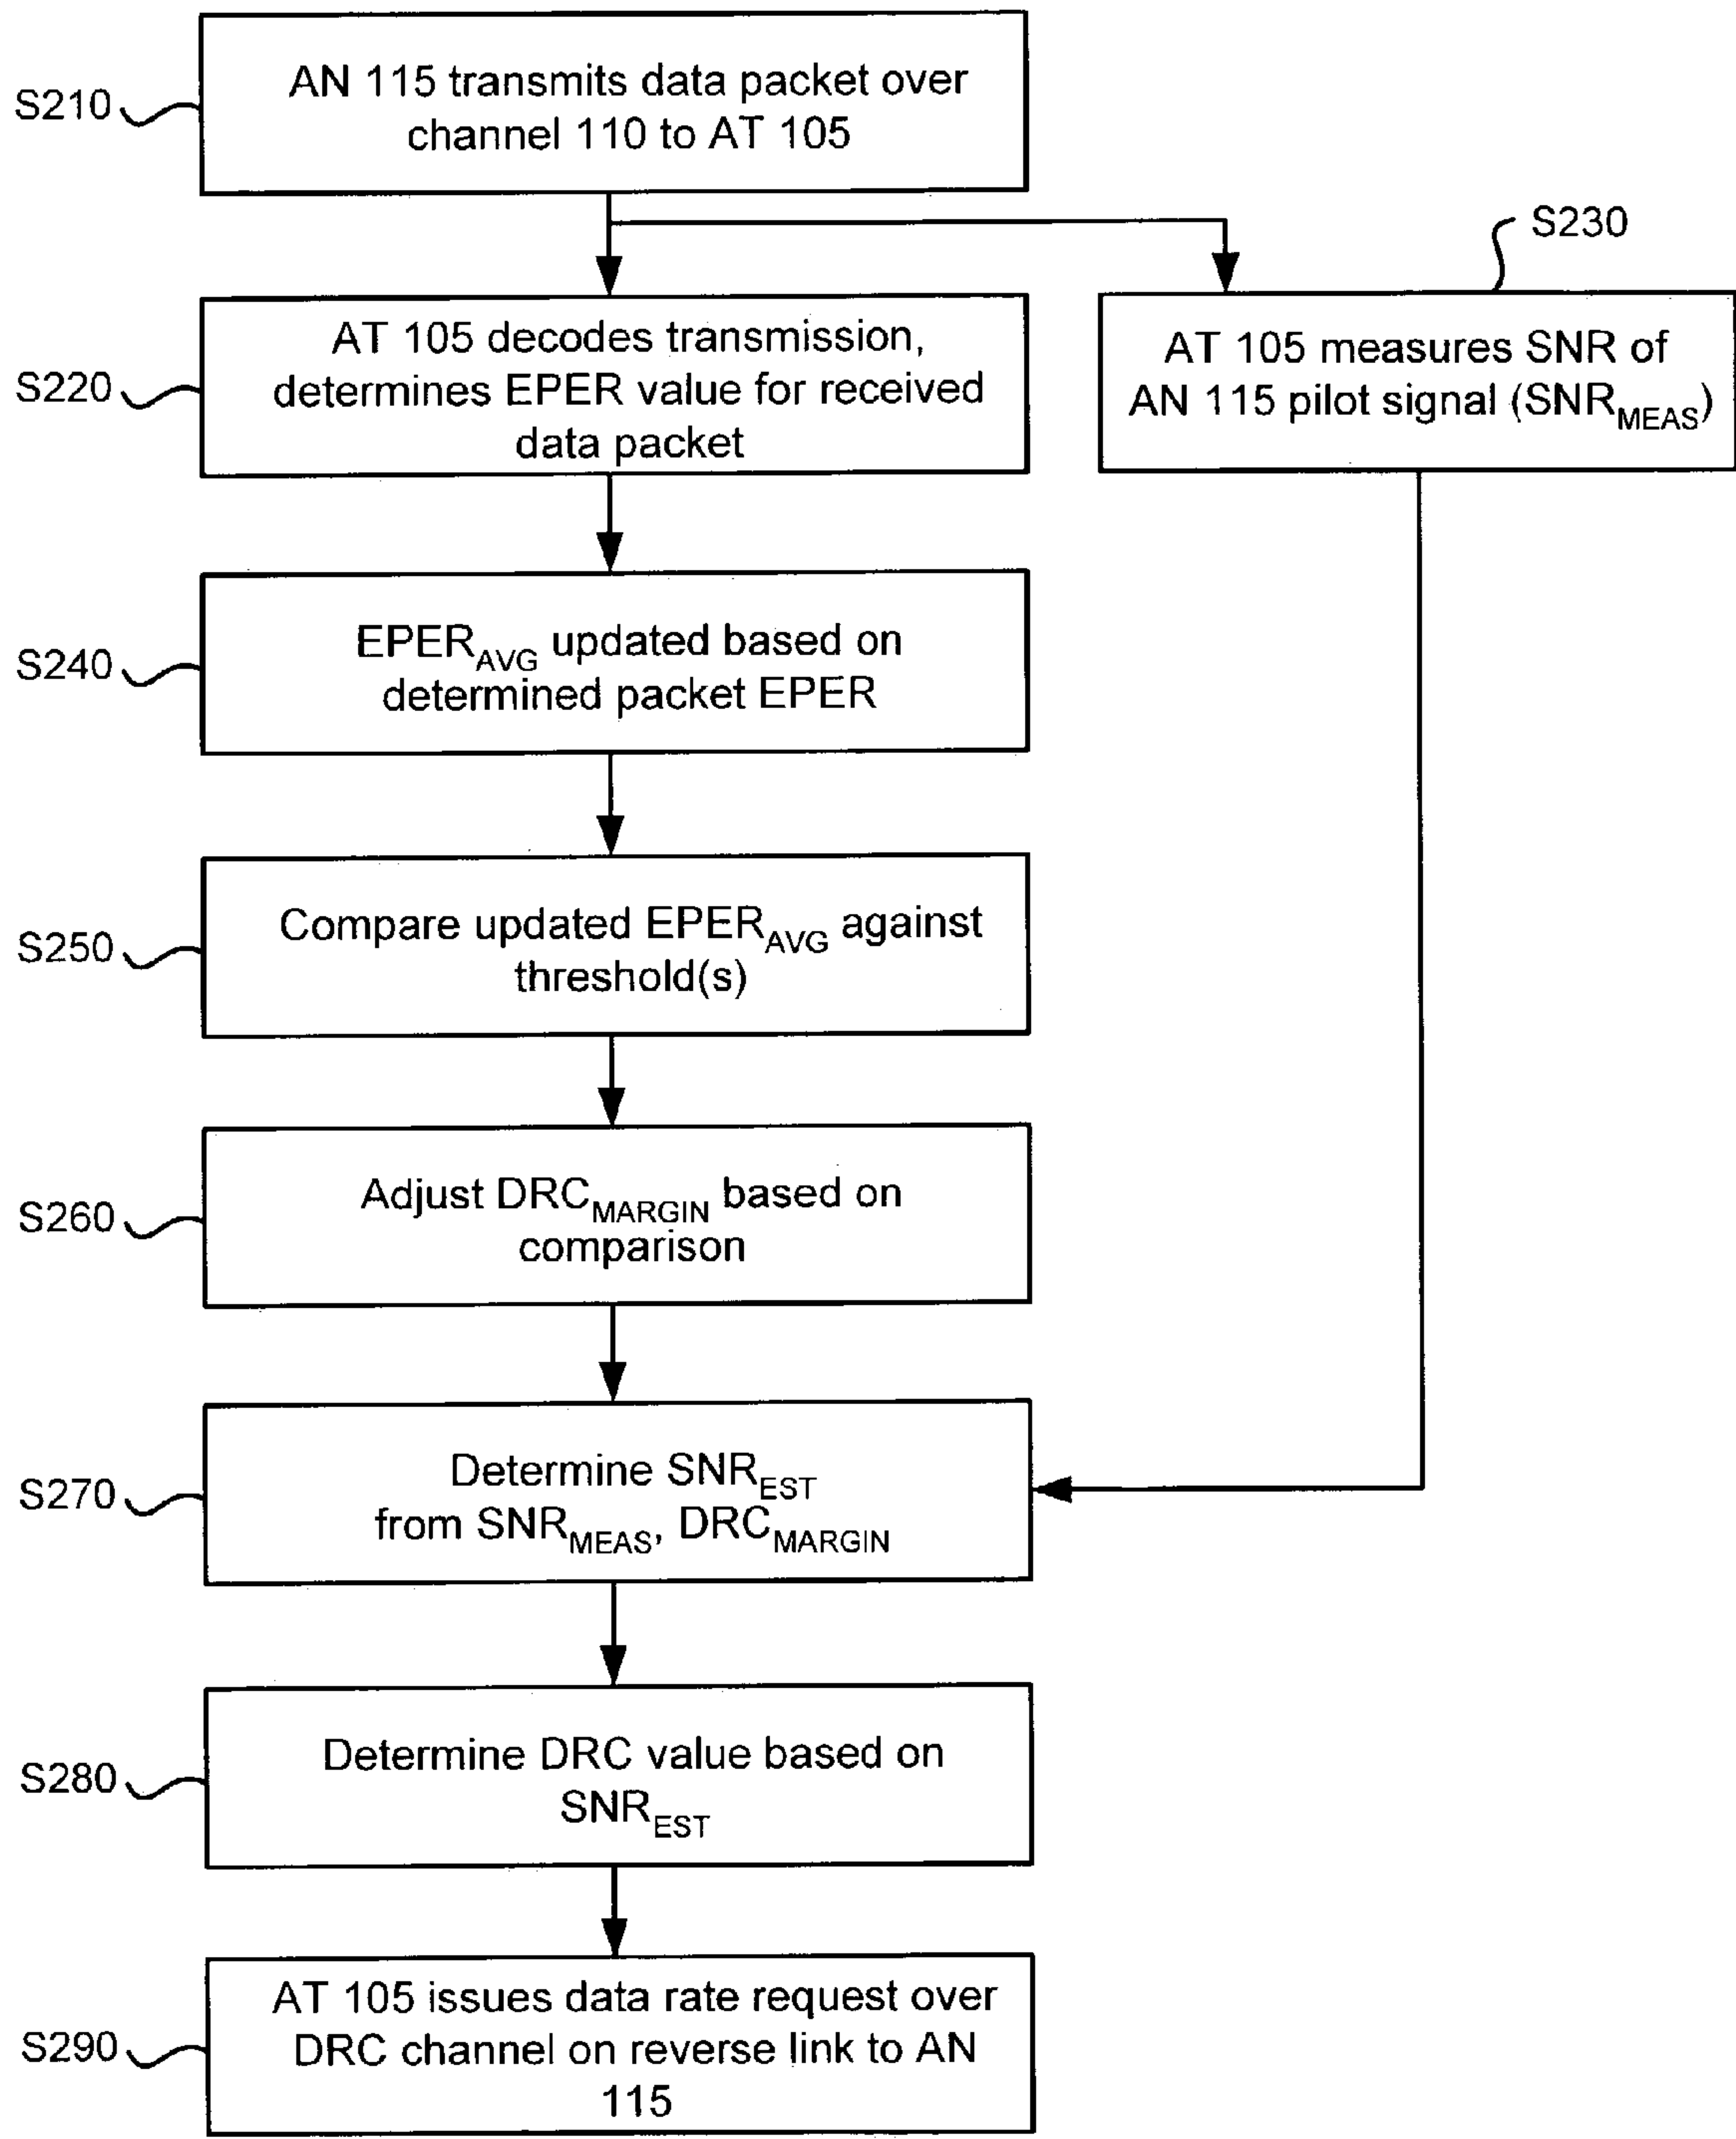 S210
AN 115 transmits data packet over
channel 110 to AT 105
S230
S220
AT 105 decodes transmission,
determines EPER value for received
data packet
AT 105 measures SNR of
AN 115 pilot signal (SNRMEAS)
S240
EPERAVG updated based on
determined packet EPER
S250
Compare updated EPERAVG against
threshold(s)
S260
Adjust DRCMARGIN based on
comparison
S270
Determine SNREST
from SNRMEAS, DRCMARGIN
S280
Determine DRC value based on
SNREST
S290
AT 105 issues data rate request over
DRC channel on reverse link to AN
115